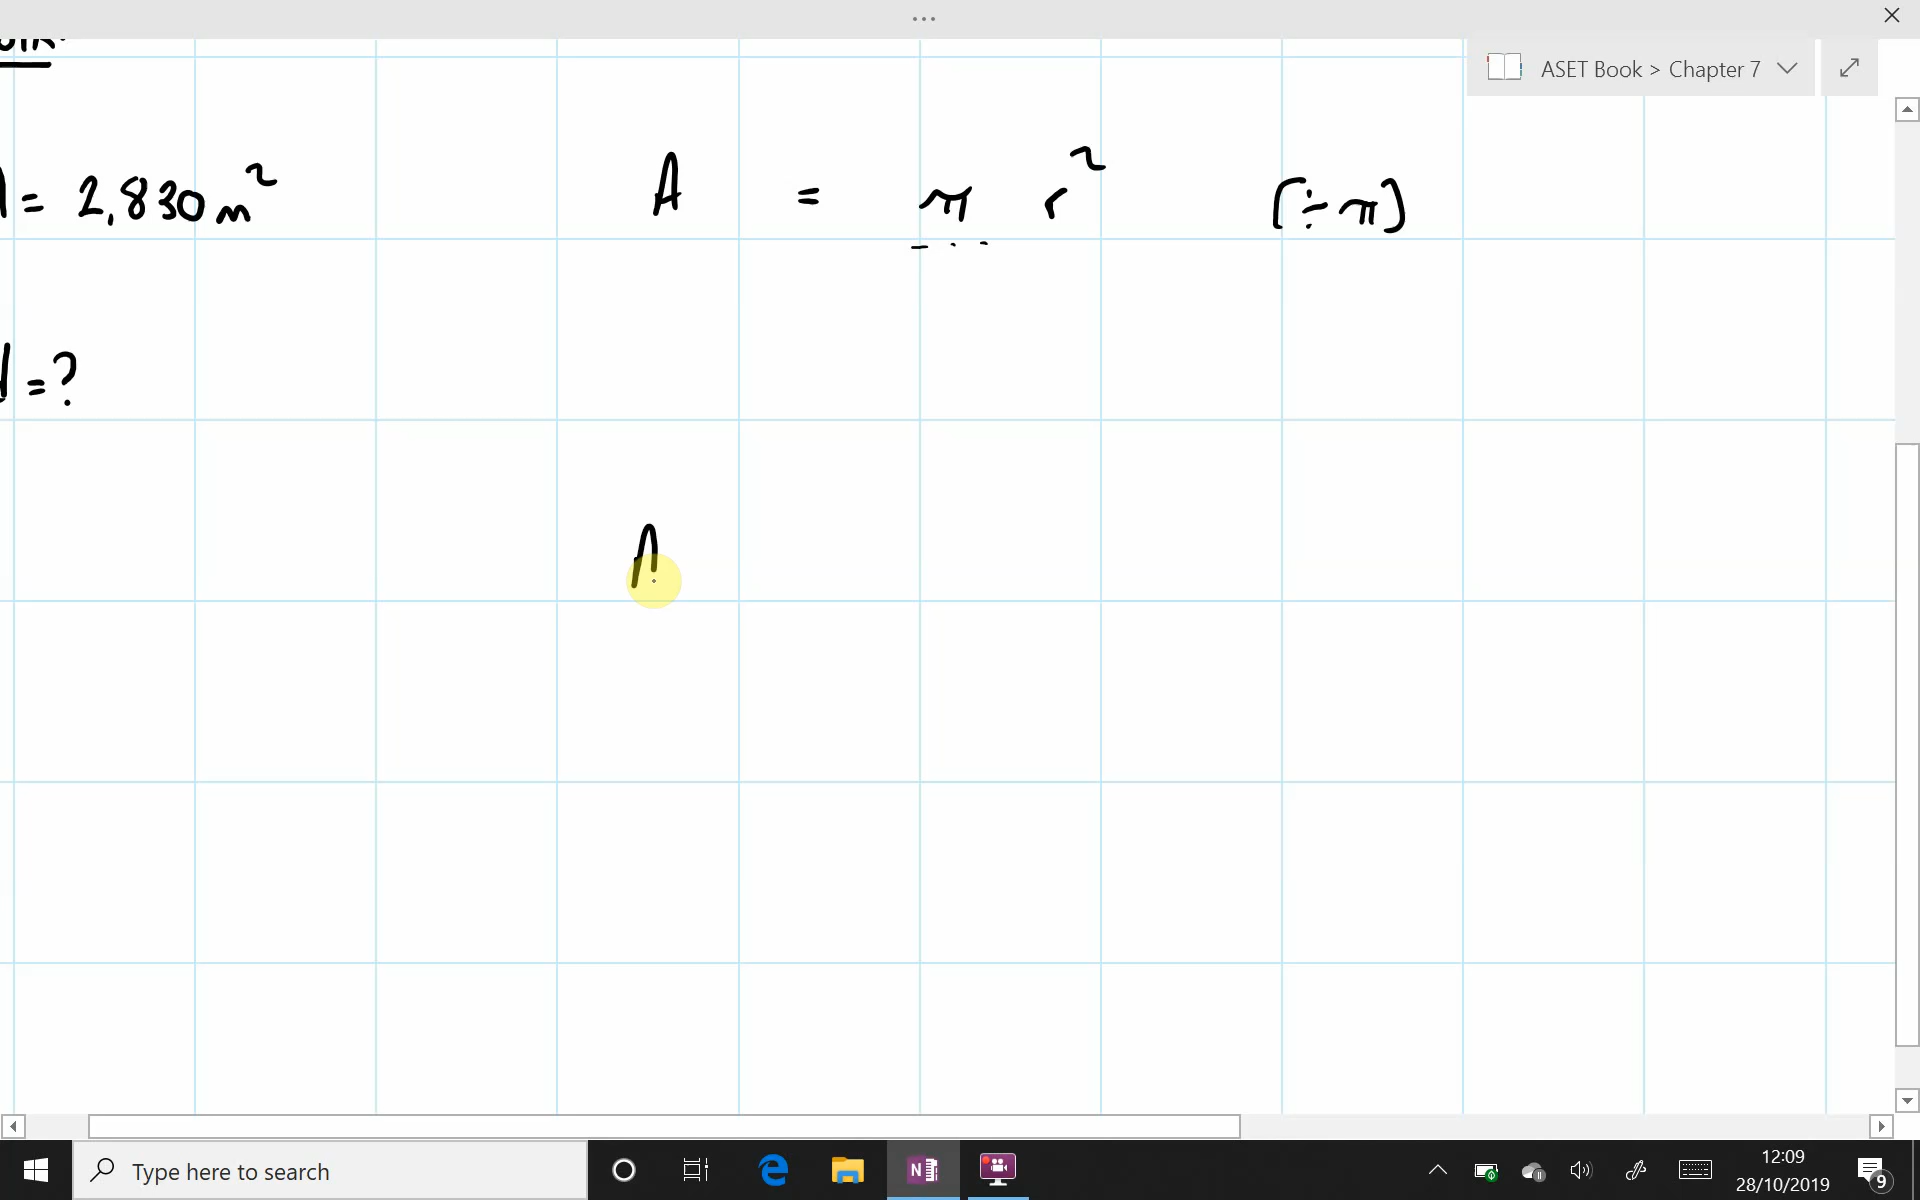 ASET Book > Chapter 7
= 2,830 m²
A = π r² [÷π]
d = ?
A
Type here to search
12:09
28/10/2019
9